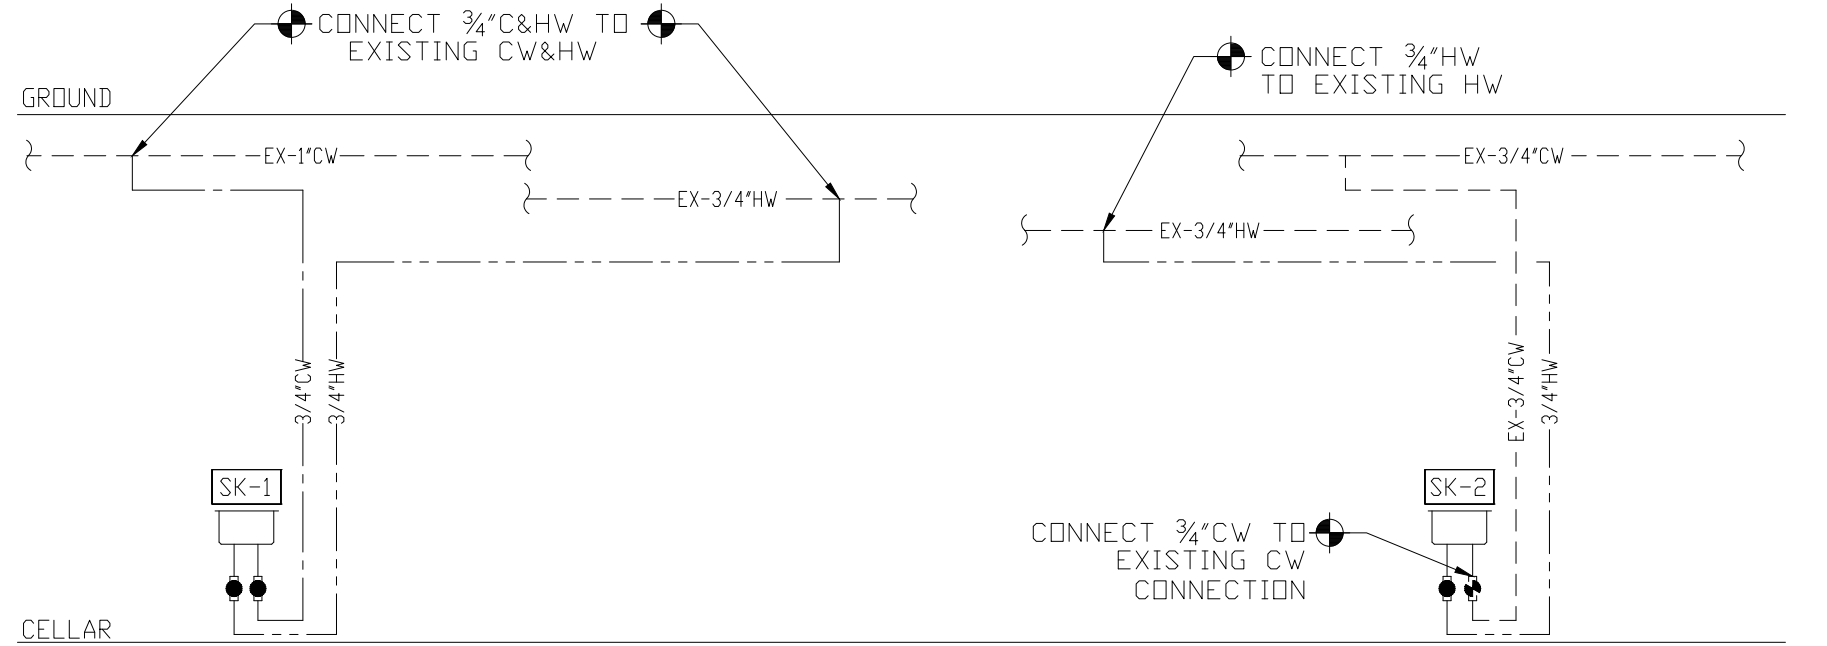 CONNECT 3/4"C&HW TO
EXISTING CW&HW
CONNECT 3/4"HW
TO EXISTING HW
GROUND
EX-1"CW
EX-3/4"CW
EX-3/4"HW
EX-3/4"HW
3/4"CW
3/4"HW
EX-3/4"CW
3/4"HW
SK-1
SK-2
CONNECT 3/4"CW TO
EXISTING CW
CONNECTION
CELLAR